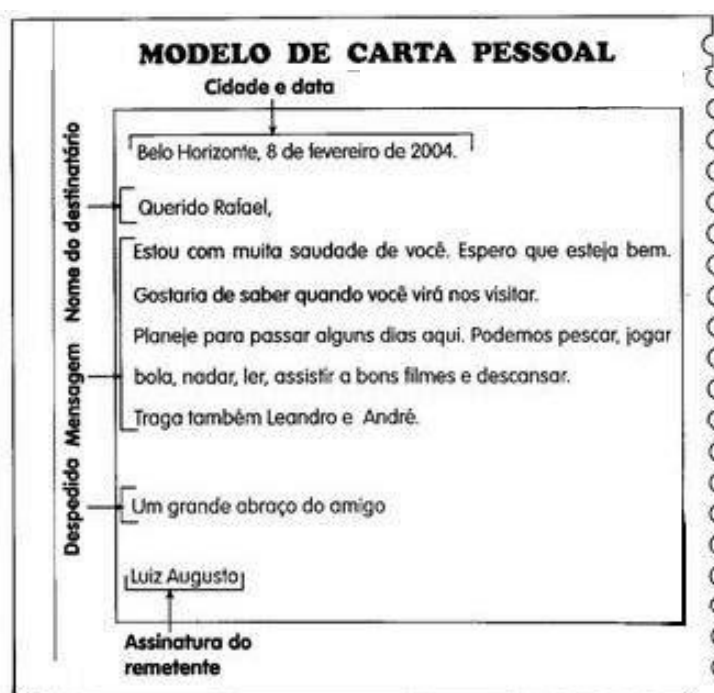 MODELO DE CARTA PESSOAL
Cidade e data
Belo Horizonte, 8 de fevereiro de 2004.
Nome do destinatário
Querido Rafael,
Mensagem
Estou com muita saudade de você. Espero que esteja bem.
Gostaria de saber quando você virá nos visitar.
Planeje para passar alguns dias aqui. Podemos pescar, jogar
bola, nadar, ler, assistir a bons filmes e descansar.
Traga também Leandro e André.
Despedida
Um grande abraço do amigo
Luiz Augusto
Assinatura do
remetente